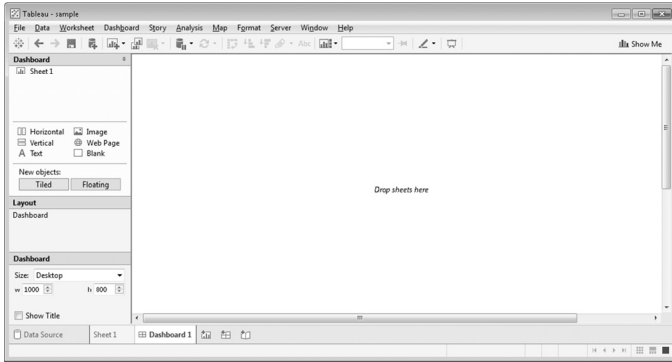 Tableau - sample
File Data Worksheet Dashboard Story Analysis Map Format Server Window Help
Abc Show Me
Dashboard
Sheet 1
Horizontal Image
Vertical Web Page
A Text Blank
New objects:
Tiled Floating
Drop sheets here
Layout
Dashboard
Dashboard
Size: Desktop
w 1000 h 800
Show Title
Data Source Sheet 1 Dashboard 1